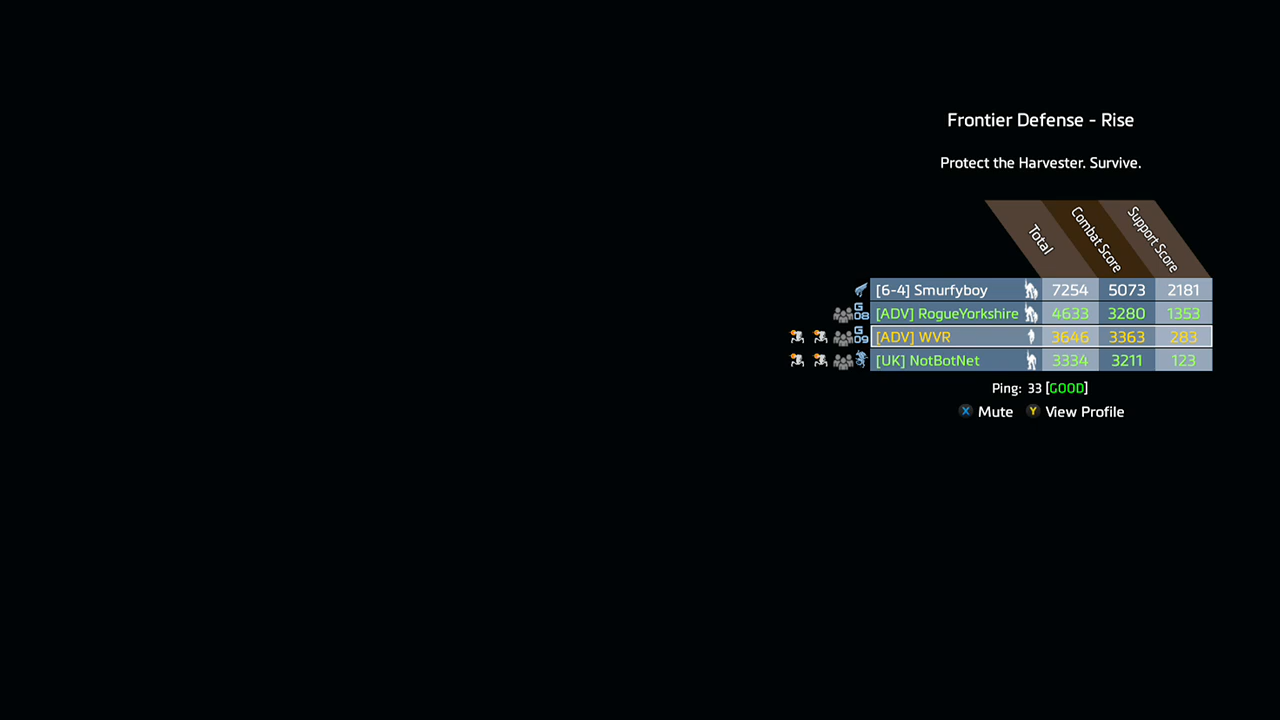 Frontier Defense - Rise
Protect the Harvester. Survive.
Total Combat Score Support Score
[6-4] Smurfyboy 7254 5073 2181
G 08 [ADV] RogueYorkshire 4633 3280 1353
G 09 [ADV] WVR 3646 3363 283
[UK] NotBotNet 3334 3211 123
Ping: 33 [GOOD]
X Mute Y View Profile